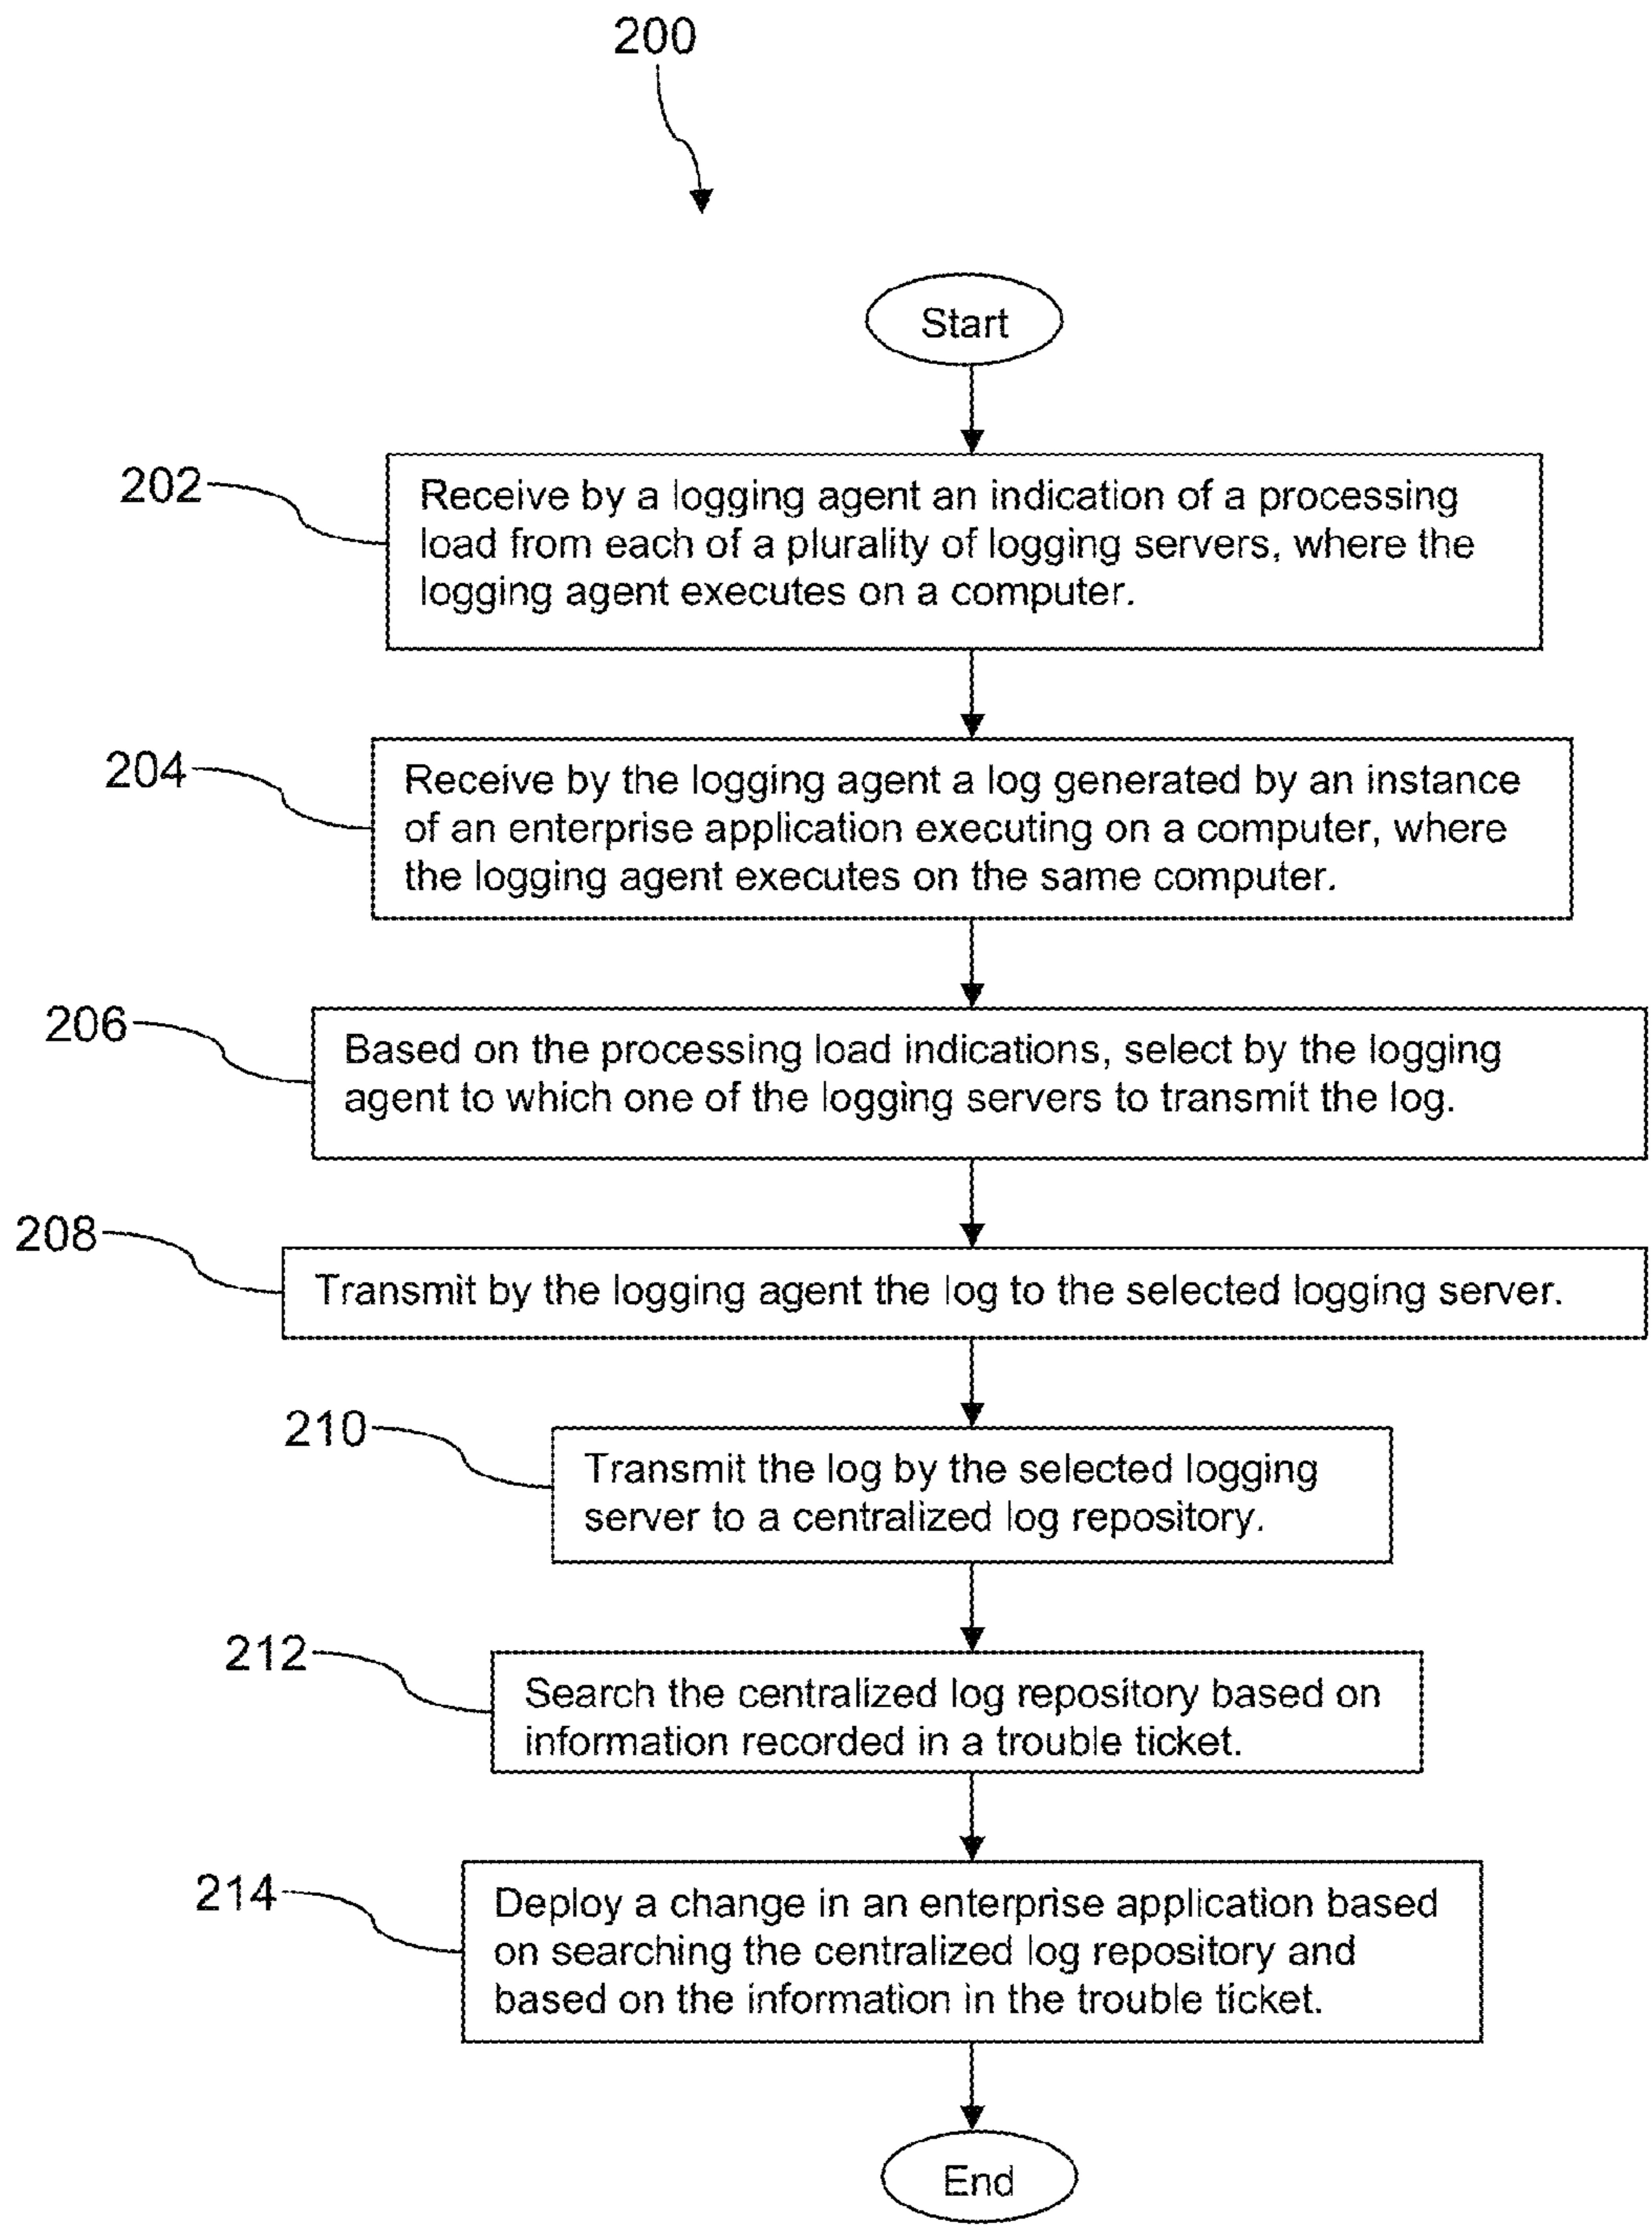 200
Start
202
Receive by a logging agent an indication of a processing
load from each of a plurality of logging servers, where the
logging agent executes on a computer.
204
Receive by the logging agent a log generated by an instance
of an enterprise application executing on a computer, where
the logging agent executes on the same computer.
206
Based on the processing load indications, select by the logging
agent to which one of the logging servers to transmit the log.
208
Transmit by the logging agent the log to the selected logging server.
210
Transmit the log by the selected logging
server to a centralized log repository.
212
Search the centralized log repository based on
information recorded in a trouble ticket.
214
Deploy a change in an enterprise application based
on searching the centralized log repository and
based on the information in the trouble ticket.
End